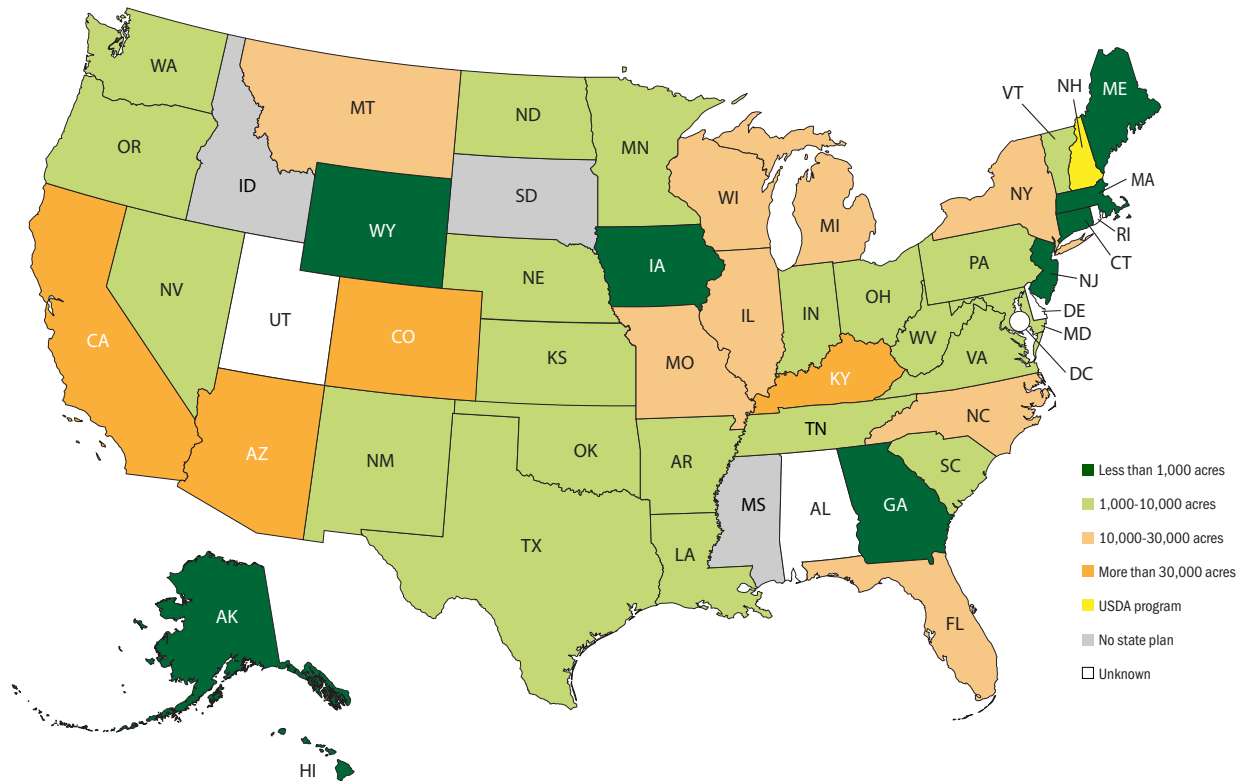 WA
OR
ID
MT
ND
MN
SD
WY
WI
MI
VT
NH
ME
NY
MA
RI
CT
NJ
PA
DE
MD
DC
NV
UT
CA
CO
NE
IA
IL
IN
OH
WV
VA
KY
KS
MO
AZ
NM
OK
AR
TN
NC
SC
TX
LA
MS
AL
GA
FL
AK
HI
Less than 1,000 acres
1,000-10,000 acres
10,000-30,000 acres
More than 30,000 acres
USDA program
No state plan
Unknown